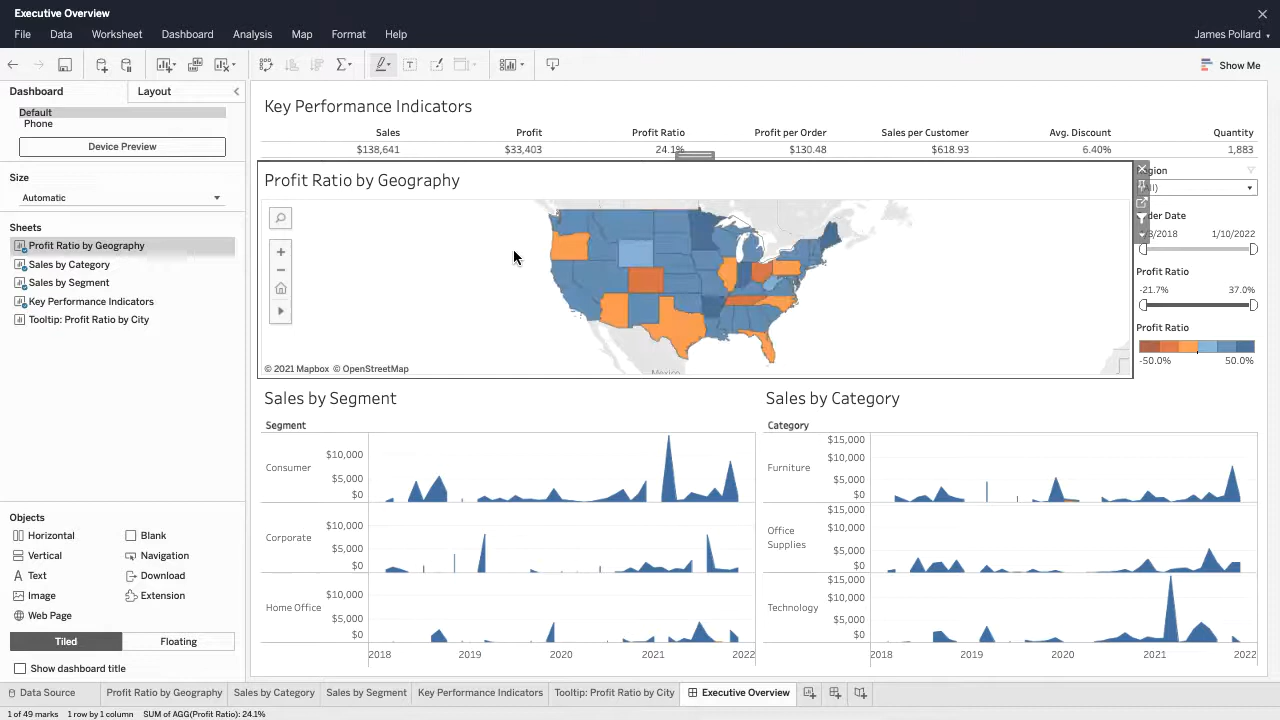 Executive Overview
File Data Worksheet Dashboard Analysis Map Format Help
James Pollard
Show Me
Dashboard Layout
Default
Phone
Device Preview
Size
Automatic
Sheets
Profit Ratio by Geography
Sales by Category
Sales by Segment
Key Performance Indicators
Tooltip: Profit Ratio by City
Objects
Horizontal Blank
Vertical Navigation
Text Download
Image Extension
Web Page
Tiled Floating
Show dashboard title
Key Performance Indicators
Sales Profit Profit Ratio Profit per Order Sales per Customer Avg. Discount Quantity
$138,641 $33,403 24.1% $130.48 $618.93 6.40% 1,883
Profit Ratio by Geography
Mexico
© 2021 Mapbox © OpenStreetMap
1/10/2022
Profit Ratio
-21.7% 37.0%
Profit Ratio
-50.0% 50.0%
Sales by Segment
Segment
Consumer
$10,000
$5,000
$0
Corporate
$10,000
$5,000
$0
Home Office
$10,000
$5,000
$0
2018 2019 2020 2021 2022
Sales by Category
Category
Furniture
$15,000
$10,000
$5,000
$0
Office
Supplies
$15,000
$10,000
$5,000
$0
Technology
$15,000
$10,000
$5,000
$0
2018 2019 2020 2021 2022
Data Source Profit Ratio by Geography Sales by Category Sales by Segment Key Performance Indicators Tooltip: Profit Ratio by City Executive Overview
1 of 49 marks 1 row by 1 column SUM of AGG(Profit Ratio): 24.1%